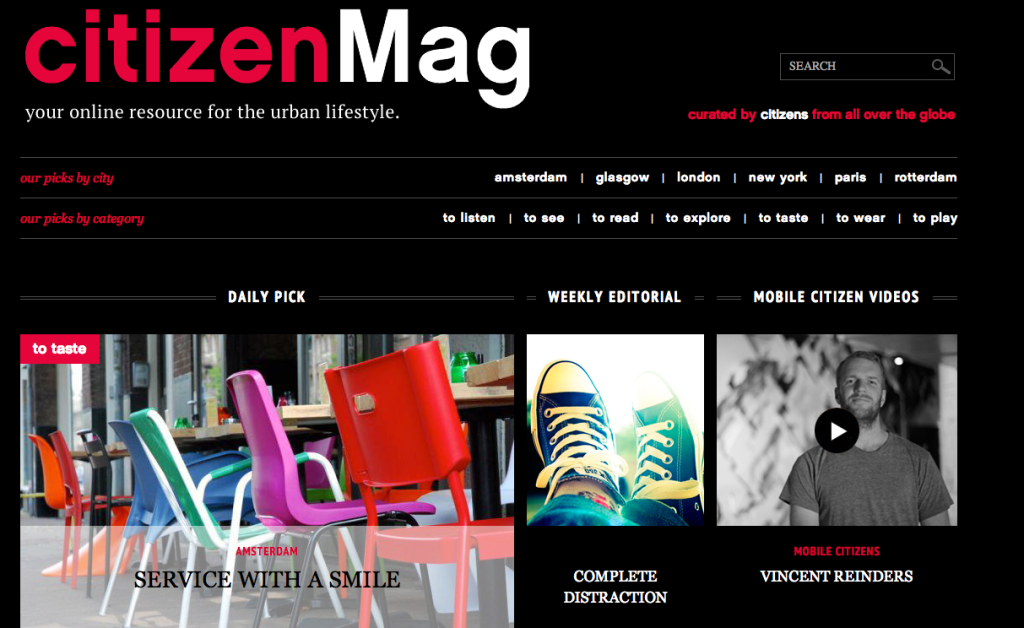 citizenMag
your online resource for the urban lifestyle.
SEARCH
curated by citizens from all over the globe
our picks by city
amsterdam | glasgow | london | new york | paris | rotterdam
our picks by category
to listen | to see | to read | to explore | to taste | to wear | to play
DAILY PICK
WEEKLY EDITORIAL
MOBILE CITIZEN VIDEOS
to taste
AMSTERDAM
SERVICE WITH A SMILE
COMPLETE
DISTRACTION
MOBILE CITIZENS
VINCENT REINDERS